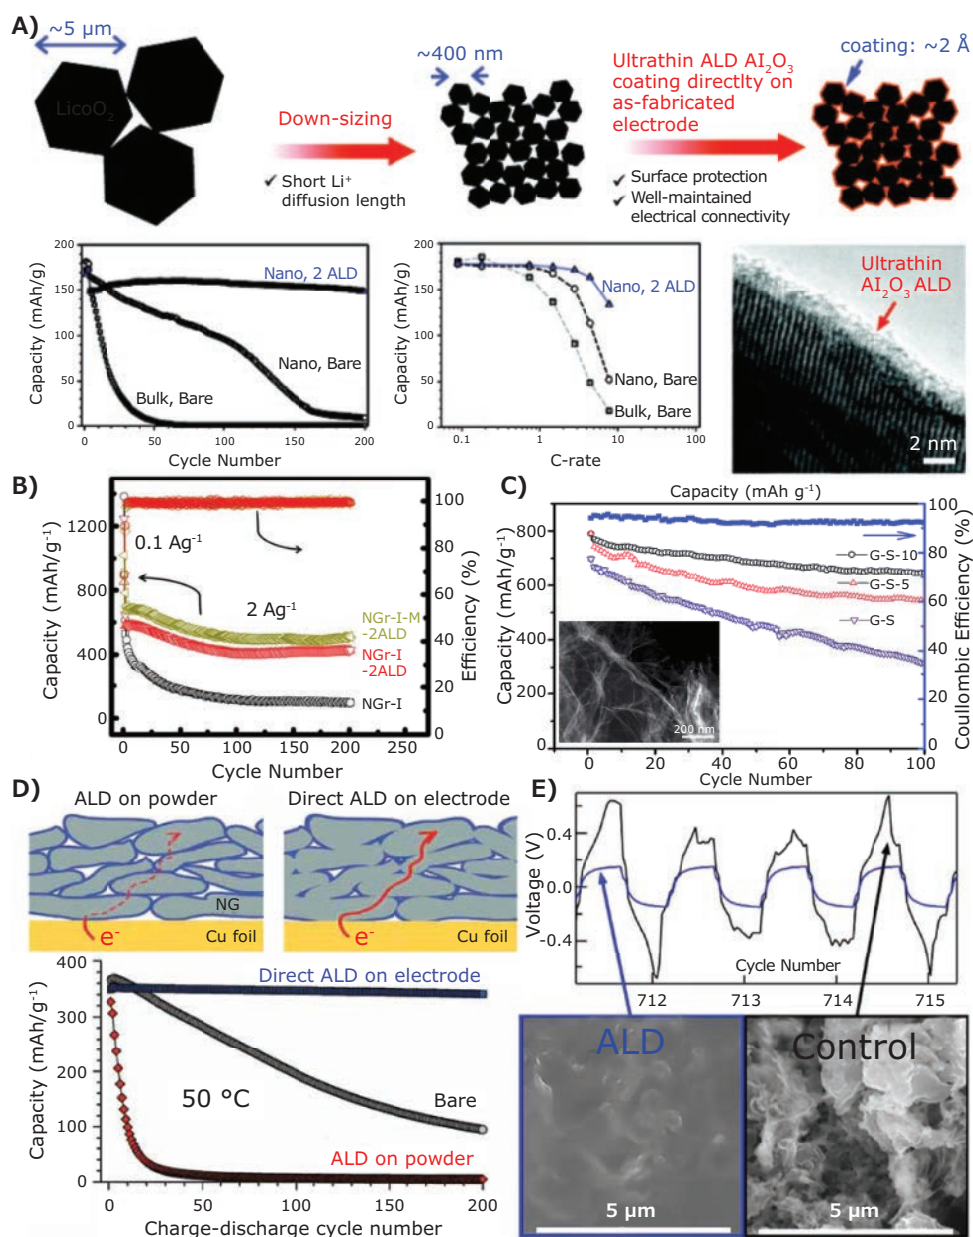 A)
~5 µm
LicoO2
Down-sizing
✓ Short Li+
diffusion length
~400 nm
Ultrathin ALD Al2O3
coating directlty on
as-fabricated
electrode
✓ Surface protection
✓ Well-maintained
electrical connectivity
coating: ~2 Å
Capacity (mAh/g)
200
150
100
50
0
Nano, 2 ALD
Nano, Bare
Bulk, Bare
0 50 100 150 200
Cycle Number
Capacity (mAh/g)
200
150
100
50
0
Nano, 2 ALD
Nano, Bare
Bulk, Bare
0.1 1 10 100
C-rate
Ultrathin
Al2O3 ALD
2 nm
B)
Capacity (mAh/g-1)
1200
800
400
0
0.1 Ag-1
2 Ag-1
NGr-I-M
-2ALD
NGr-I
-2ALD
NGr-I
100
80
60
40
20
0
Efficiency (%)
0 50 100 150 200 250
Cycle Number
C)
Capacity (mAh g-1)
Capacity (mAh/g-1)
800
600
400
200
0
G-S-10
G-S-5
G-S
200 nm
100
80
60
40
20
0
Coullombic Efficiency (%)
0 20 40 60 80 100
Cycle Number
D)
ALD on powder
Direct ALD on electrode
NG
e-
Cu foil
e-
Cu foil
Capacity (mAh/g-1)
400
300
200
100
0
Direct ALD on electrode
50 °C
Bare
ALD on powder
0 50 100 150 200
Charge-discharge cycle number
E)
Voltage (V)
0.4
0.0
-0.4
Cycle Number
712 713 714 715
ALD
5 µm
Control
5 µm